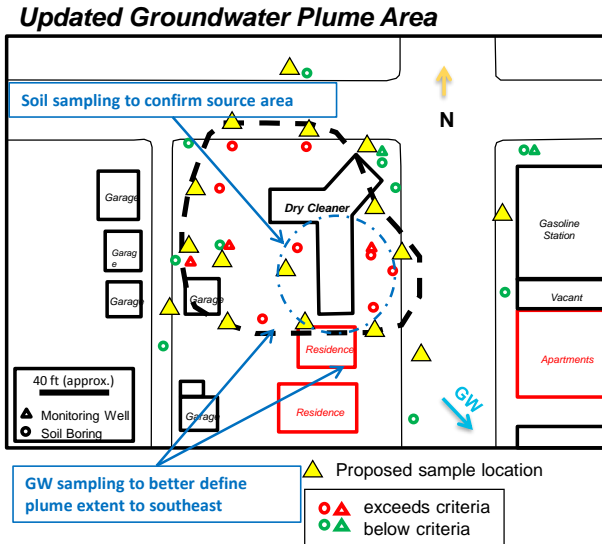 Updated Groundwater Plume Area
Soil sampling to confirm source area
N
Garage
Dry Cleaner
Gasoline
Station
Garag
e
Garage
Garage
Vacant
Residence
Apartments
40 ft (approx.)
Monitoring Well
Soil Boring
Garage
Residence
GW
GW sampling to better define
plume extent to southeast
Proposed sample location
exceeds criteria
below criteria